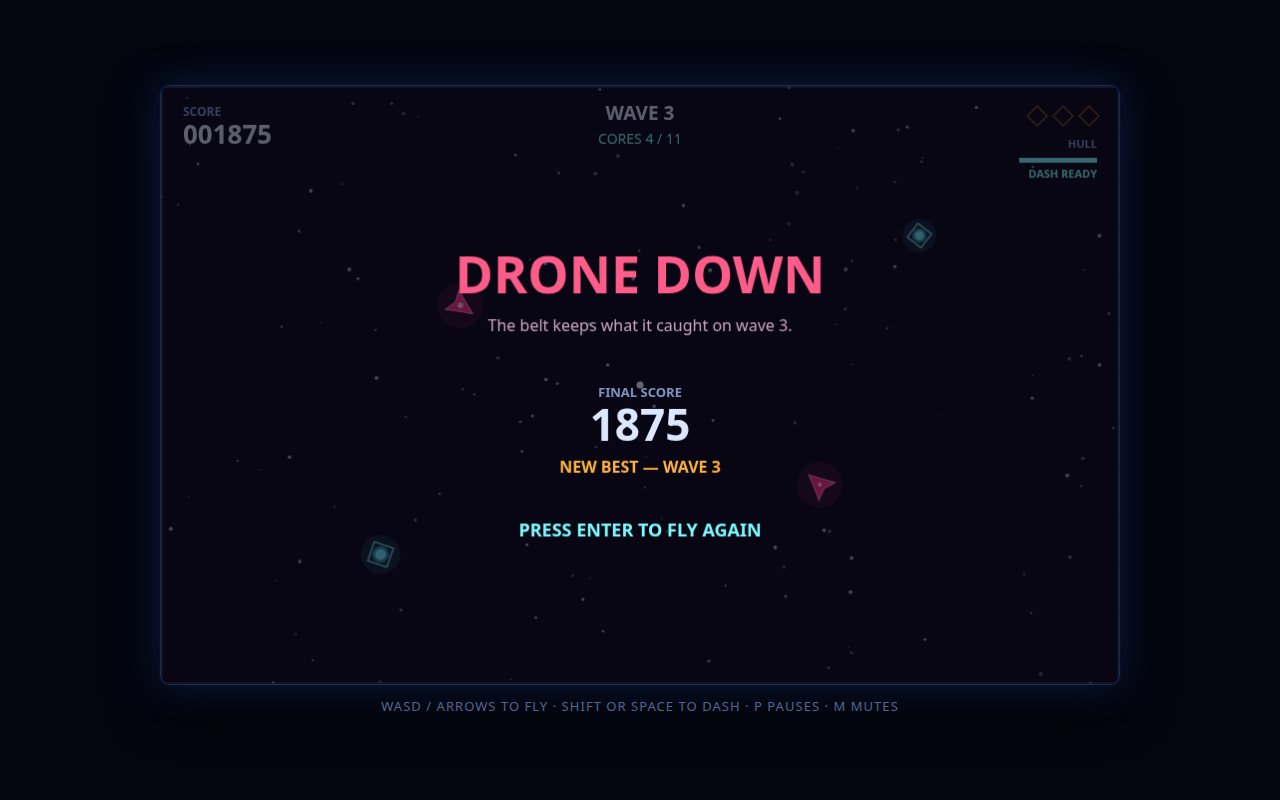 SCORE
001875
WAVE 3
CORES 4 / 11
HULL
DASH READY
DRONE DOWN
The belt keeps what it caught on wave 3.
FINAL SCORE
1875
NEW BEST — WAVE 3
PRESS ENTER TO FLY AGAIN
WASD / ARROWS TO FLY · SHIFT OR SPACE TO DASH · P PAUSES · M MUTES